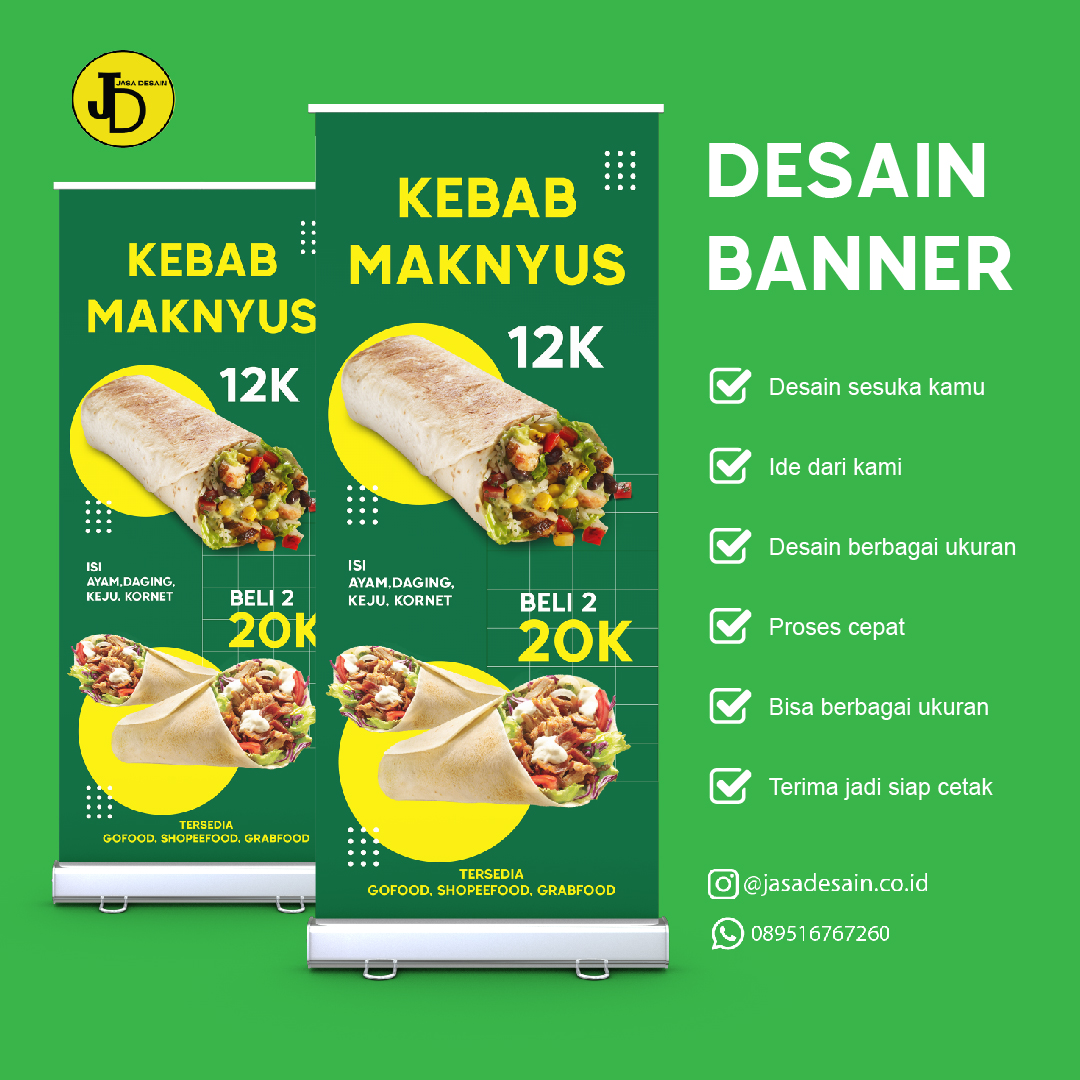 JD
JASA DESAIN
KEBAB
MAKNYUS
12K
ISI
AYAM,DAGING,
KEJU, KORNET
BELI 2
20K
TERSEDIA
GOFOOD, SHOPEEFOOD, GRABFOOD
KEBAB
MAKNYUS
12K
ISI
AYAM,DAGING,
KEJU, KORNET
BELI 2
20K
TERSEDIA
GOFOOD, SHOPEEFOOD, GRABFOOD
DESAIN
BANNER
Desain sesuka kamu
Ide dari kami
Desain berbagai ukuran
Proses cepat
Bisa berbagai ukuran
Terima jadi siap cetak
@jasadesain.co.id
089516767260